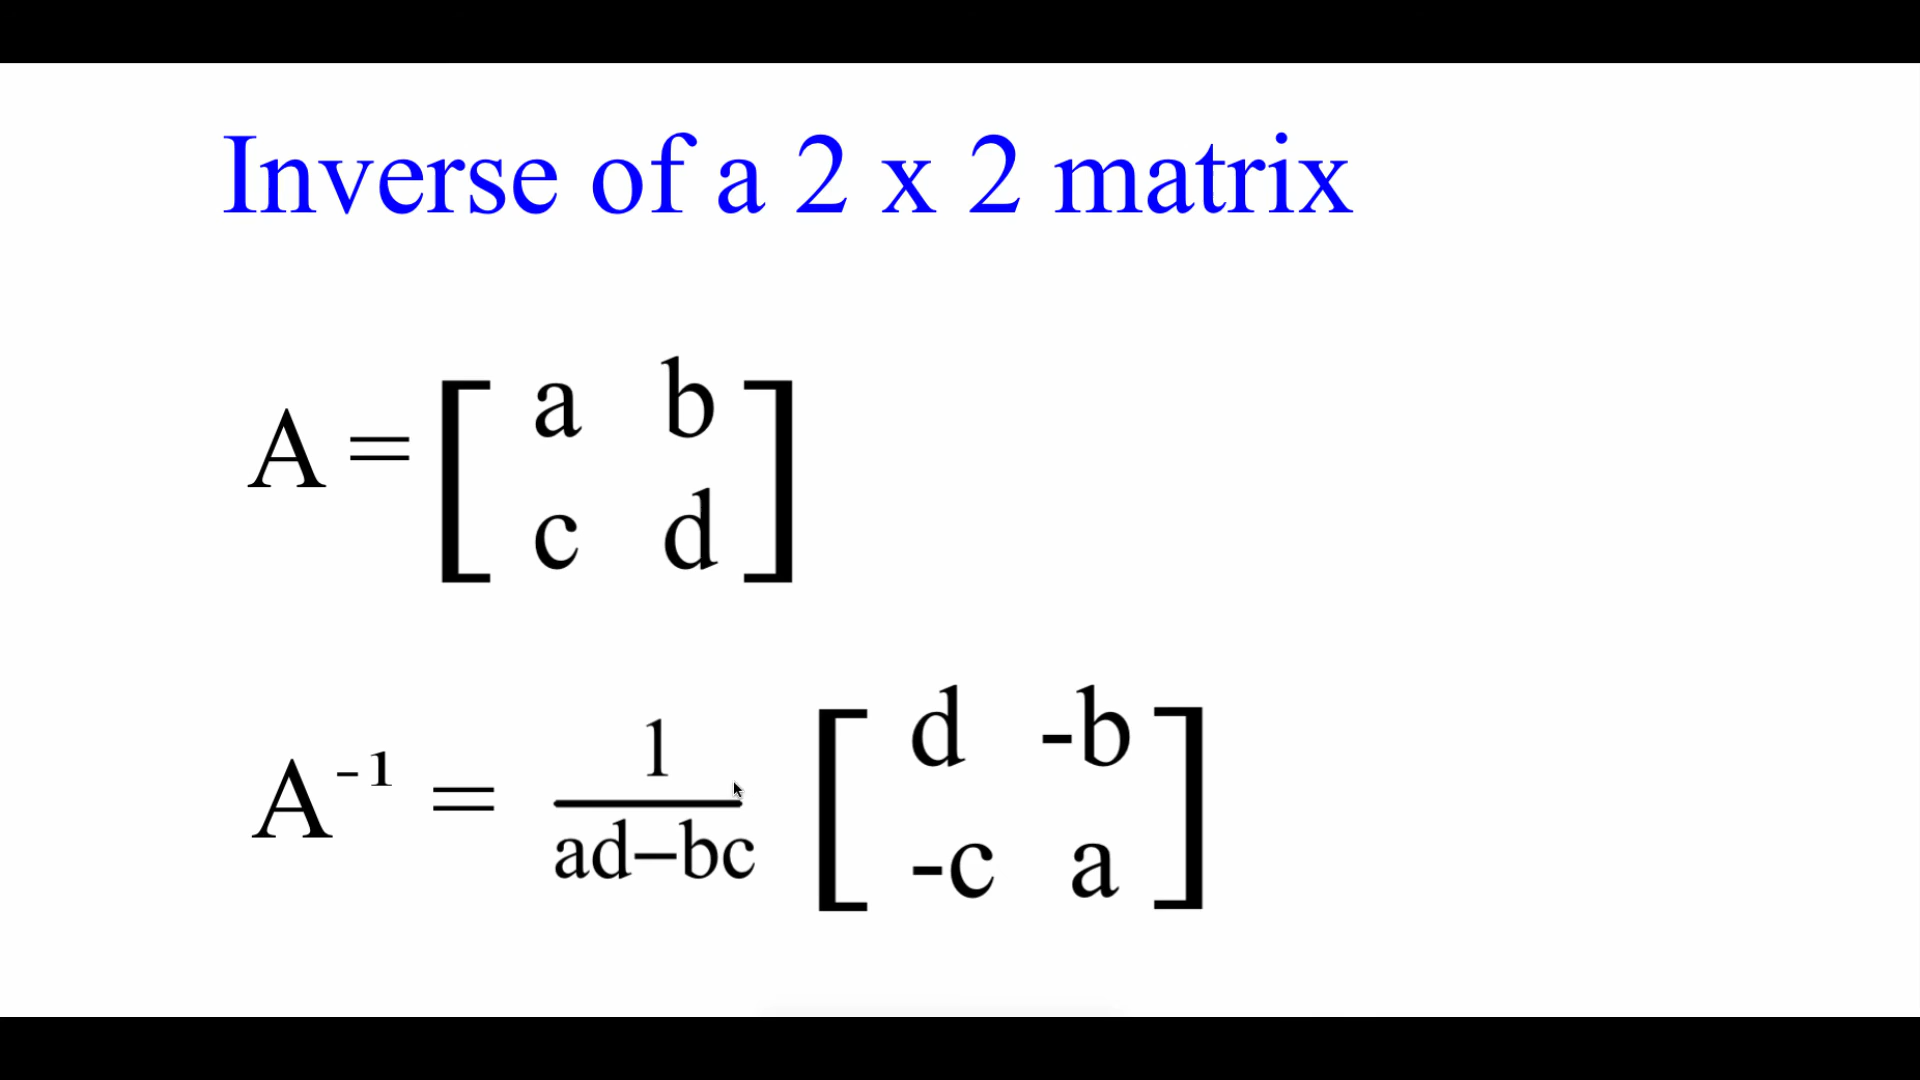 Inverse of a 2 x 2 matrix
A = [ a b
c d ]
A⁻¹ = 1/ad–bc [ d -b
-c a ]